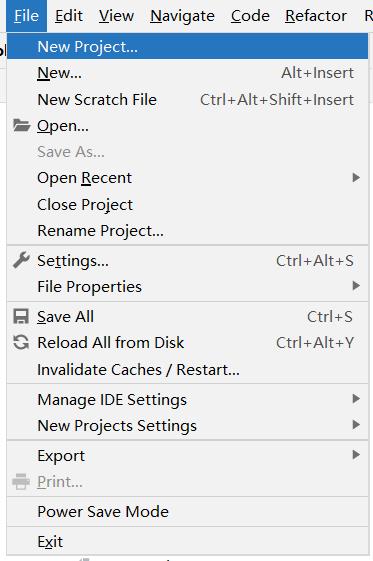 File Edit View Navigate Code Refactor R
New Project...
New... Alt+Insert
New Scratch File Ctrl+Alt+Shift+Insert
Open...
Save As...
Open Recent
Close Project
Rename Project...
Settings... Ctrl+Alt+S
File Properties
Save All Ctrl+S
Reload All from Disk Ctrl+Alt+Y
Invalidate Caches / Restart...
Manage IDE Settings
New Projects Settings
Export
Print...
Power Save Mode
Exit